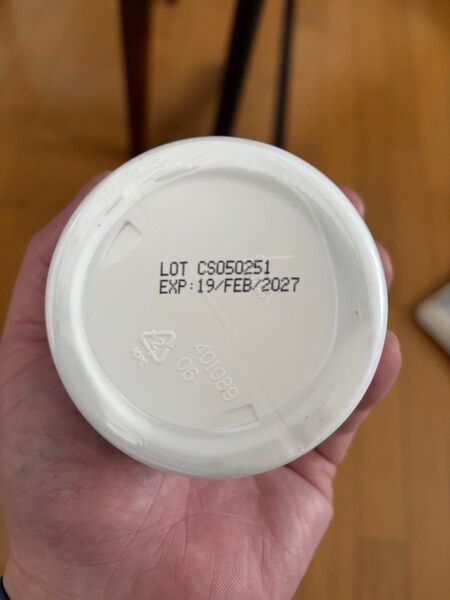 LOT CS050251
EXP:19/FEB/2027
2
HDPE
401089
06